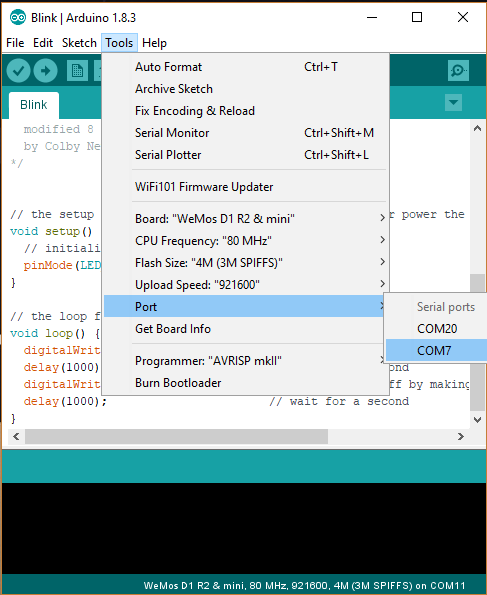 Blink | Arduino 1.8.3
File Edit Sketch Tools Help
Auto Format Ctrl+T
Archive Sketch
Fix Encoding & Reload
Serial Monitor Ctrl+Shift+M
Serial Plotter Ctrl+Shift+L
WiFi101 Firmware Updater
Board: "WeMos D1 R2 & mini"
CPU Frequency: "80 MHz"
Flash Size: "4M (3M SPIFFS)"
Upload Speed: "921600"
Port
Get Board Info
Programmer: "AVRISP mkII"
Burn Bootloader
Serial ports
COM20
COM7
Blink
modified 8
by Colby Ne
*/
// the setup power the
void setup()
// initiali
pinMode(LED
}
// the loop f
void loop() {
digitalWrit
delay(1000) ond
digitalWrit ff by making
delay(1000); // wait for a second
}
WeMos D1 R2 & mini, 80 MHz, 921600, 4M (3M SPIFFS) on COM11